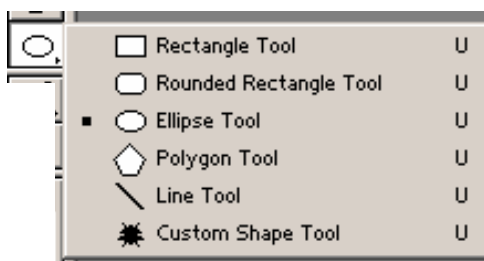 Rectangle Tool U
Rounded Rectangle Tool U
Ellipse Tool U
Polygon Tool U
Line Tool U
Custom Shape Tool U